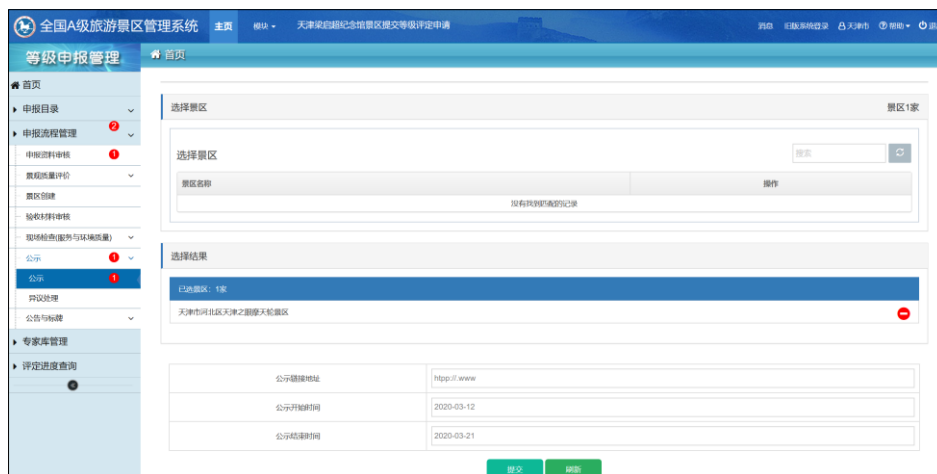 全国A级旅游景区管理系统 主页 模块 天津梁启超纪念馆景区提交等级评定申请 消息 旧版系统登录 天津市 帮助
等级申报管理 首页
首页
申报目录
申报流程管理 2
申报资料审核 1
景观质量评价
景区创建
验收材料审核
现场检查(服务与环境质量)
公示 1
公示 1
异议处理
公告与标牌
专家库管理
评定进度查询
选择景区 景区1家
选择景区 搜索
景区名称 操作
没有找到匹配的记录
选择结果
已选景区: 1家
天津市河北区天津之眼摩天轮景区
公示链接地址 htpp://.www
公示开始时间 2020-03-12
公示结束时间 2020-03-21
提交 刷新